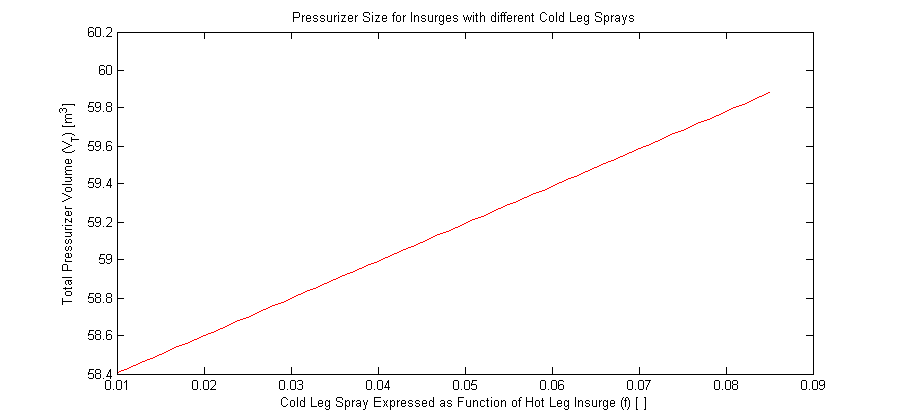 Pressurizer Size for Insurges with different Cold Leg Sprays
60.2
60
59.8
59.6
59.4
59.2
59
58.8
58.6
58.4
Total Pressurizer Volume (V_T) [m^3]
0.01 0.02 0.03 0.04 0.05 0.06 0.07 0.08 0.09
Cold Leg Spray Expressed as Function of Hot Leg Insurge (f) [ ]